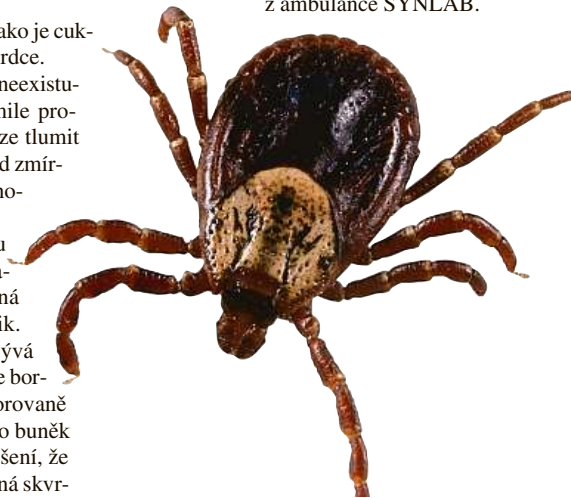 ako je cuk-
rdce.
neexistu-
nile pro-
ze tlumit
d zmír-
no-
u
a-
ná
ik.
ývá
e bor-
orovaně
o buněk
šení, že
ná skvr-
z ambulance SYNLAB.